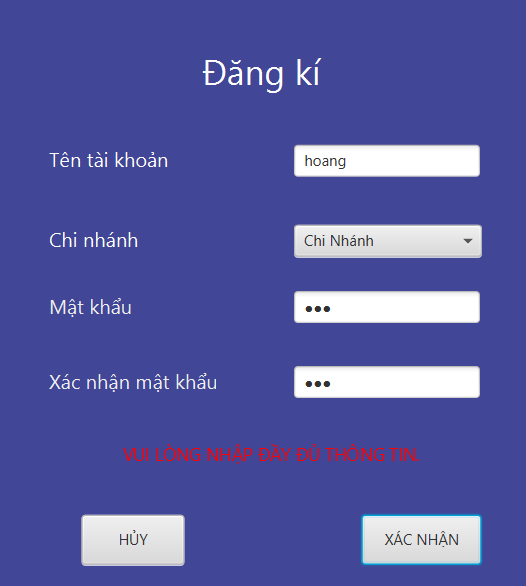 Đăng kí
Tên tài khoản
hoang
Chi nhánh
Chi Nhánh
Mật khẩu
●●●
Xác nhận mật khẩu
●●●
VUI LÒNG NHẬP ĐẦY ĐỦ THÔNG TIN.
HỦY
XÁC NHẬN